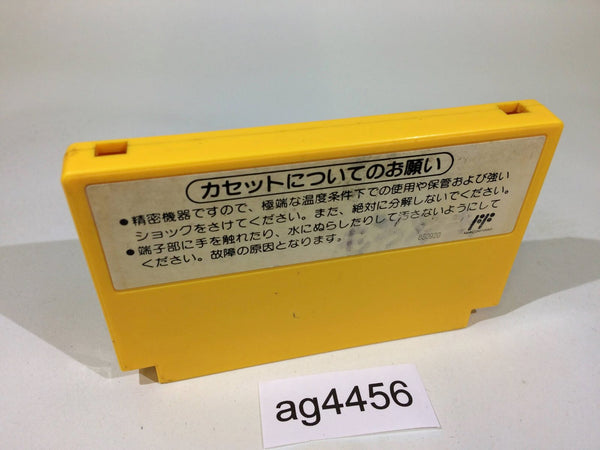 カセットについてのお願い
●精密機器ですので、極端な温度条件下での使用や保管および強い
ショックをさけてください。また、絶対に分解しないでください。
●端子部に手を触れたり、水にぬらしたりして汚さないようにして
ください。故障の原因となります。
ag4456